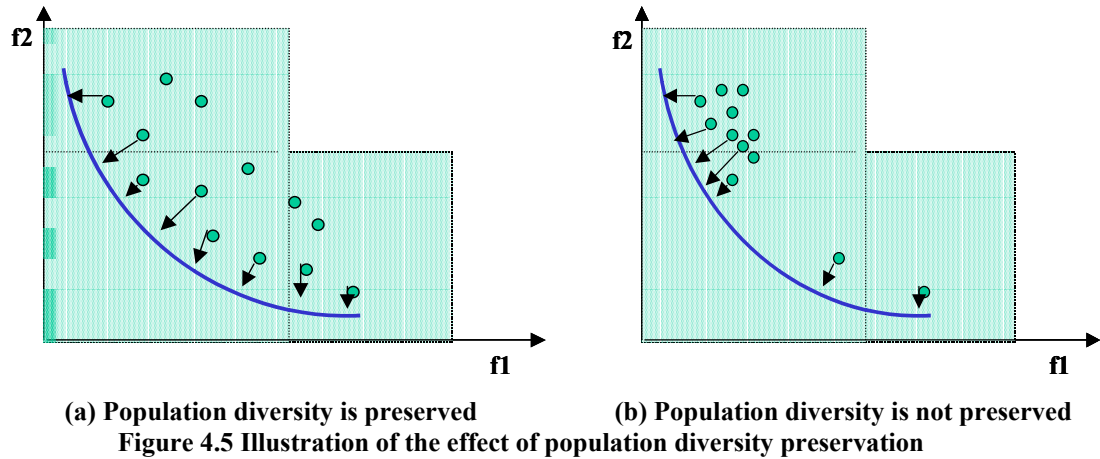 f2
f1
f2
f1
(a) Population diversity is preserved
(b) Population diversity is not preserved
Figure 4.5 Illustration of the effect of population diversity preservation